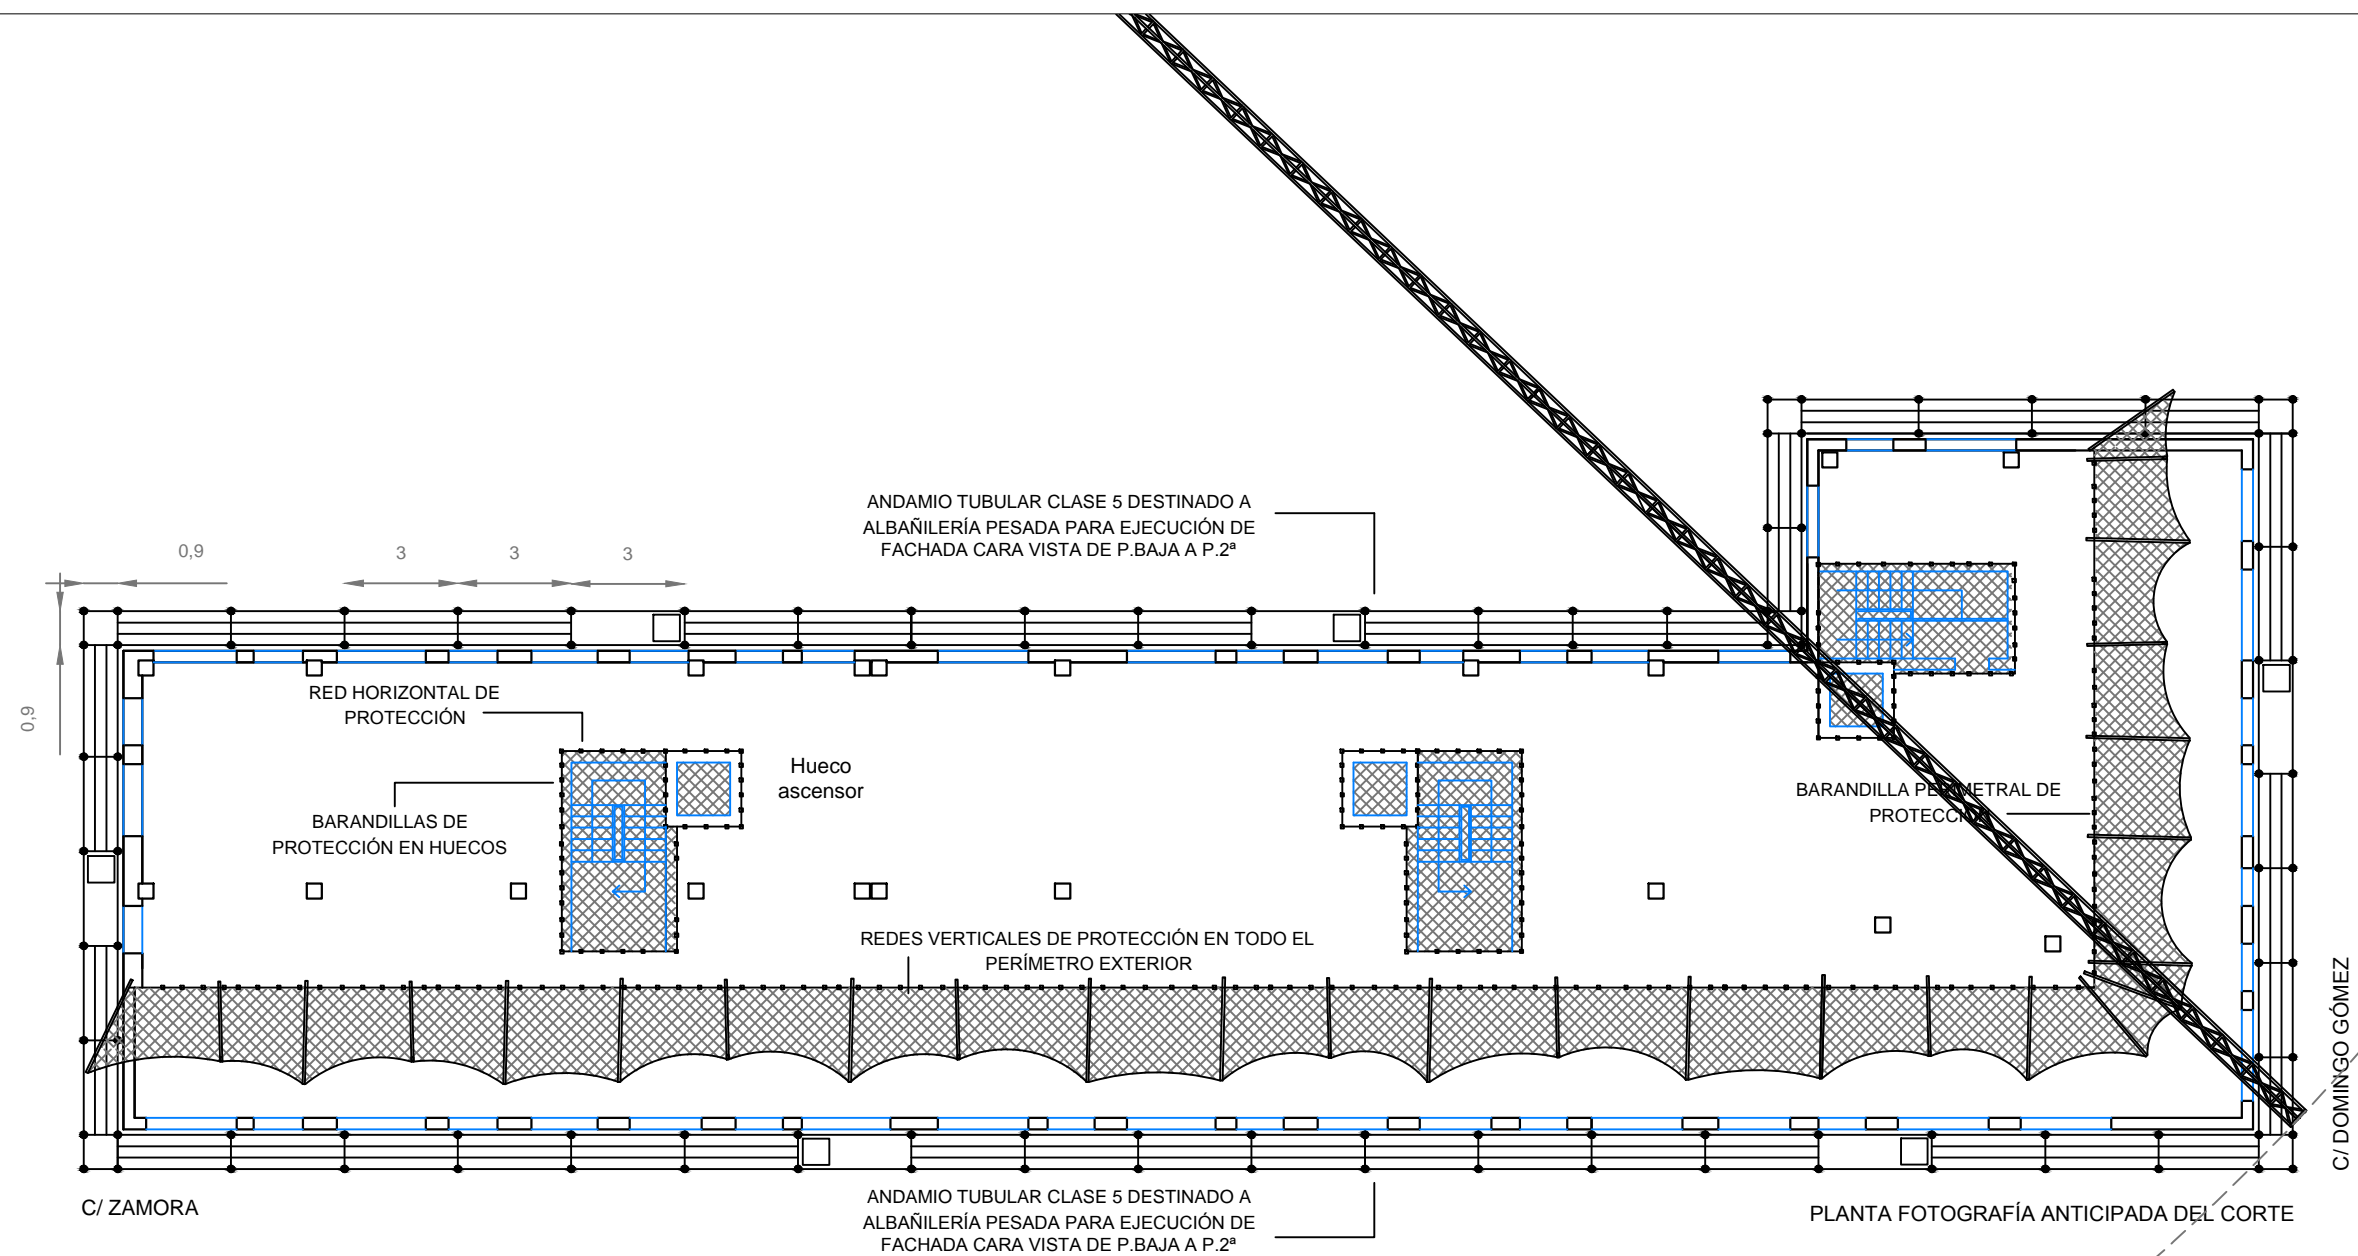 ANDAMIO TUBULAR CLASE 5 DESTINADO A
ALBAÑILERÍA PESADA PARA EJECUCIÓN DE
FACHADA CARA VISTA DE P.BAJA A P.2ª
0,9
3
3
3
0,9
RED HORIZONTAL DE
PROTECCIÓN
Hueco
ascensor
BARANDILLAS DE
PROTECCIÓN EN HUECOS
BARANDILLA PERIMETRAL DE
PROTECCIÓN
REDES VERTICALES DE PROTECCIÓN EN TODO EL
PERÍMETRO EXTERIOR
C/ DOMINGO GÓMEZ
C/ ZAMORA
ANDAMIO TUBULAR CLASE 5 DESTINADO A
ALBAÑILERÍA PESADA PARA EJECUCIÓN DE
FACHADA CARA VISTA DE P.BAJA A P.2ª
PLANTA FOTOGRAFÍA ANTICIPADA DEL CORTE